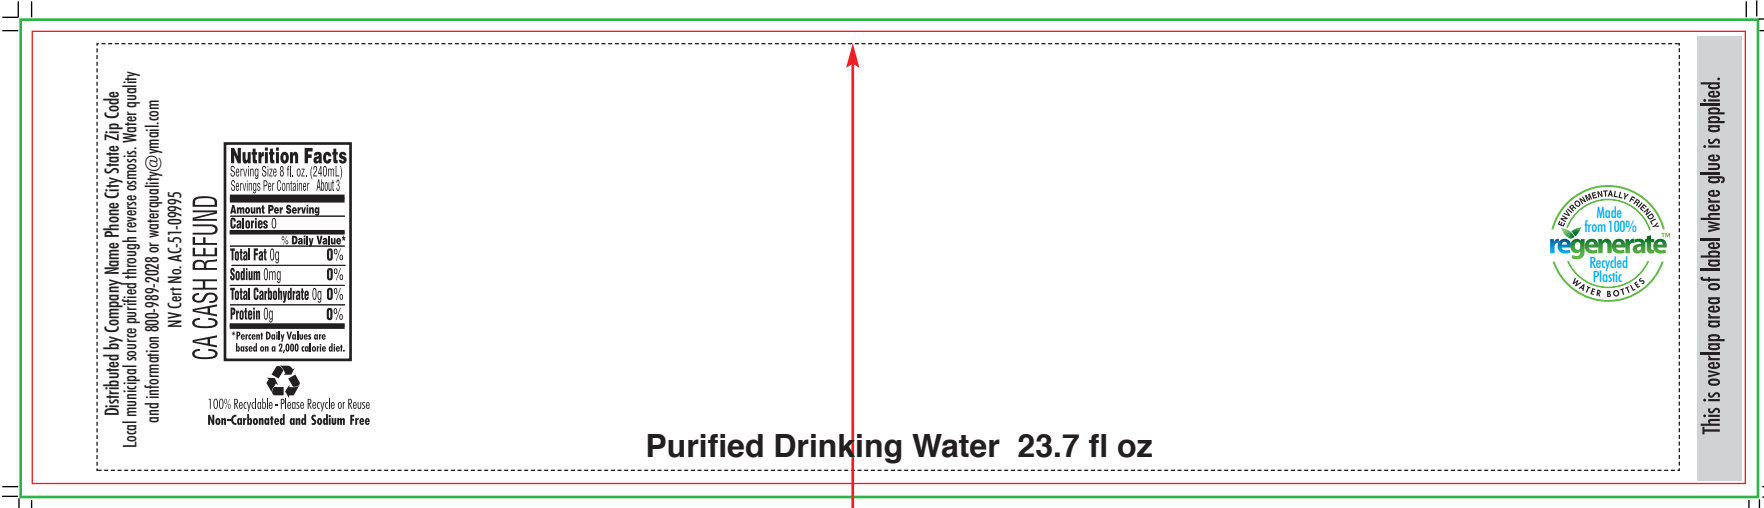 Distributed by Company Name Phone City State Zip Code
Local municipal source purified through reverse osmosis. Water quality
and information 800-989-2028 or waterquality@ymail.com
NV Cert No. AC-51-09995
CA CASH REFUND
Nutrition Facts
Serving Size 8 fl. oz. (240mL)
Servings Per Container About 3
Amount Per Serving
Calories 0
% Daily Value*
Total Fat 0g 0%
Sodium 0mg 0%
Total Carbohydrate 0g 0%
Protein 0g 0%
*Percent Daily Values are
based on a 2,000 calorie diet.
100% Recyclable - Please Recycle or Reuse
Non-Carbonated and Sodium Free
Purified Drinking Water 23.7 fl oz
ENVIRONMENTALLY FRIENDLY
Made
from 100%
regenerate™
Recycled
Plastic
WATER BOTTLES
This is overlap area of label where glue is applied.